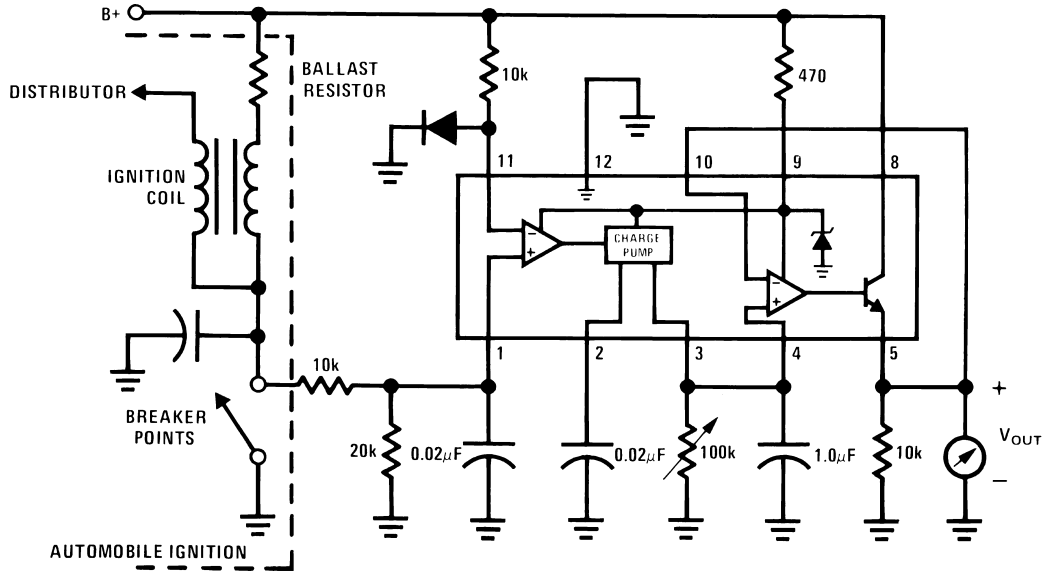 B+
BALLAST
RESISTOR
10k
470
DISTRIBUTOR
11
12
10
9
8
IGNITION
COIL
CHARGE
PUMP
−
+
−
+
1
2
3
4
5
10k
BREAKER
POINTS
20k
0.02μF
0.02μF
100k
1.0μF
10k
+
VOUT
−
AUTOMOBILE IGNITION